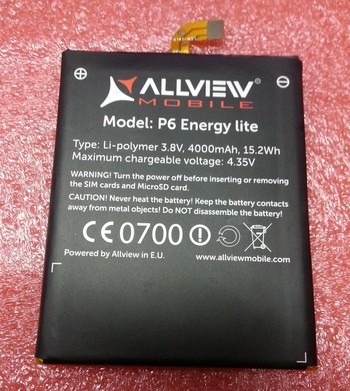 ALLVIEW®
MOBILE
Model: P6 Energy lite
Type: Li-polymer 3.8V, 4000mAh, 15.2Wh
Maximum chargeable voltage: 4.35V
WARNING! Turn the power off before inserting or removing
the SIM cards and MicroSD card.
CAUTION! Never heat the battery! Keep the battery contacts
away from metal objects! Do NOT disassemble the battery!
CE0700
Powered by Allview in E.U.
www.allviewmobile.com